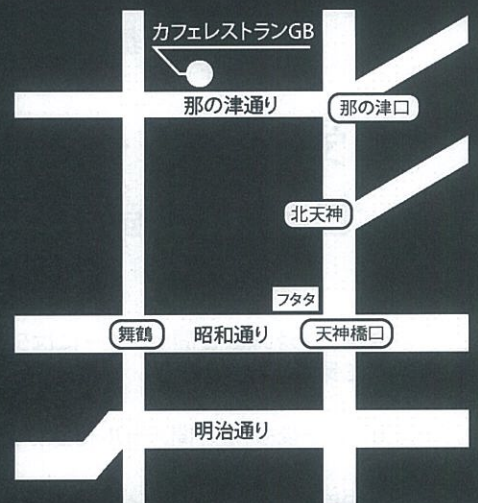 カフェレストランGB
那の津通り
那の津口
北天神
フタタ
舞鶴
昭和通り
天神橋口
明治通り